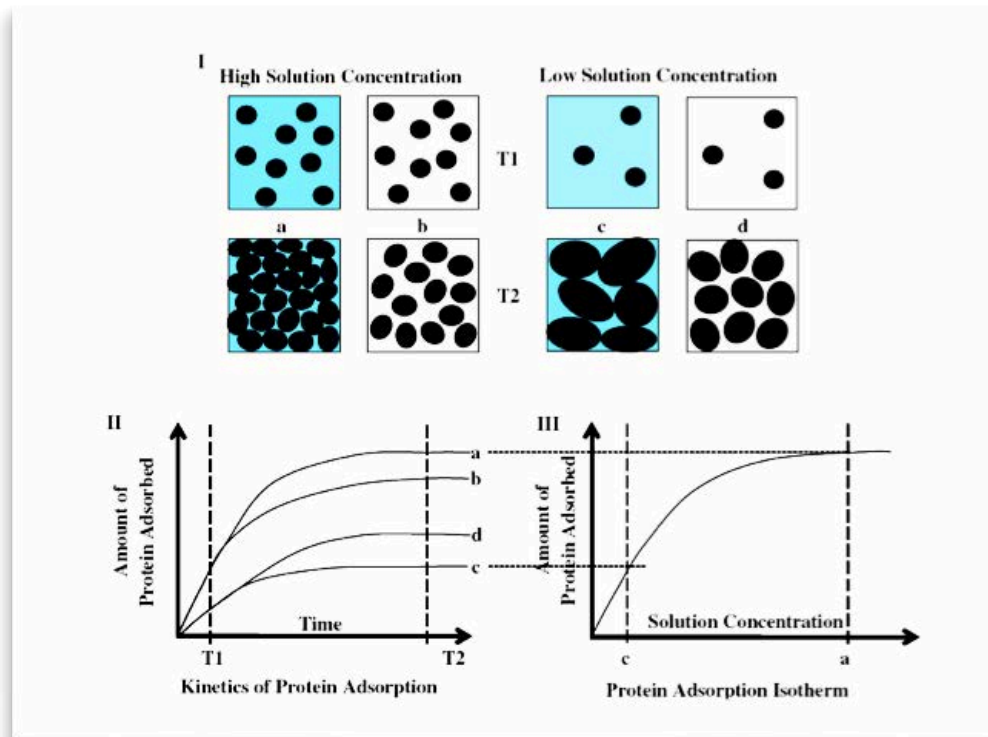 I
High Solution Concentration
Low Solution Concentration
T1
a
b
c
d
T2
II
Amount of
Protein Adsorbed
a
b
d
c
Time
T1
T2
Kinetics of Protein Adsorption
III
Amount of
Protein Adsorbed
Solution Concentration
c
a
Protein Adsorption Isotherm